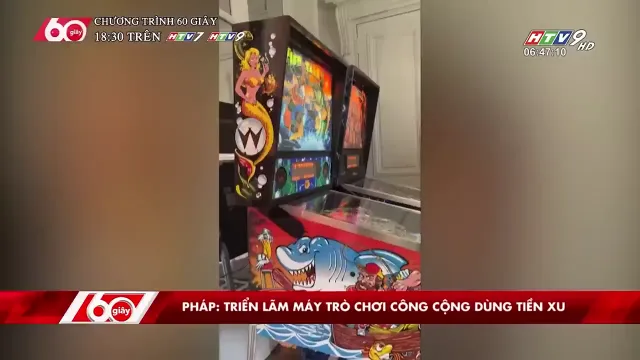 60 giây
CHƯƠNG TRÌNH 60 GIÂY
18:30 TRÊN HTV7 HTV9
HTV9 HD
06:47:10
W
60 giây
PHÁP: TRIỂN LÃM MÁY TRÒ CHƠI CÔNG CỘNG DÙNG TIỀN XU